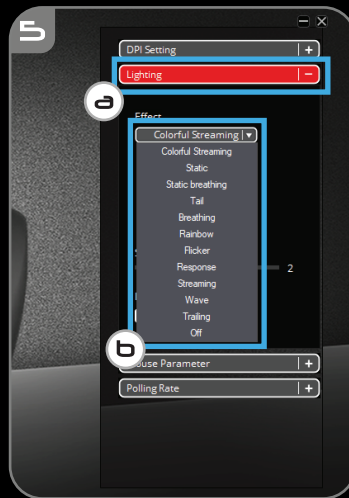 5
DPI Setting +
Lighting −
a
Effect
Colorful Streaming
Colorful Streaming
Static
Static breathing
Tail
Breathing
Rainbow
Flicker
Response
Streaming
Wave
Trailing
Off
2
b
ouse Parameter +
Polling Rate +